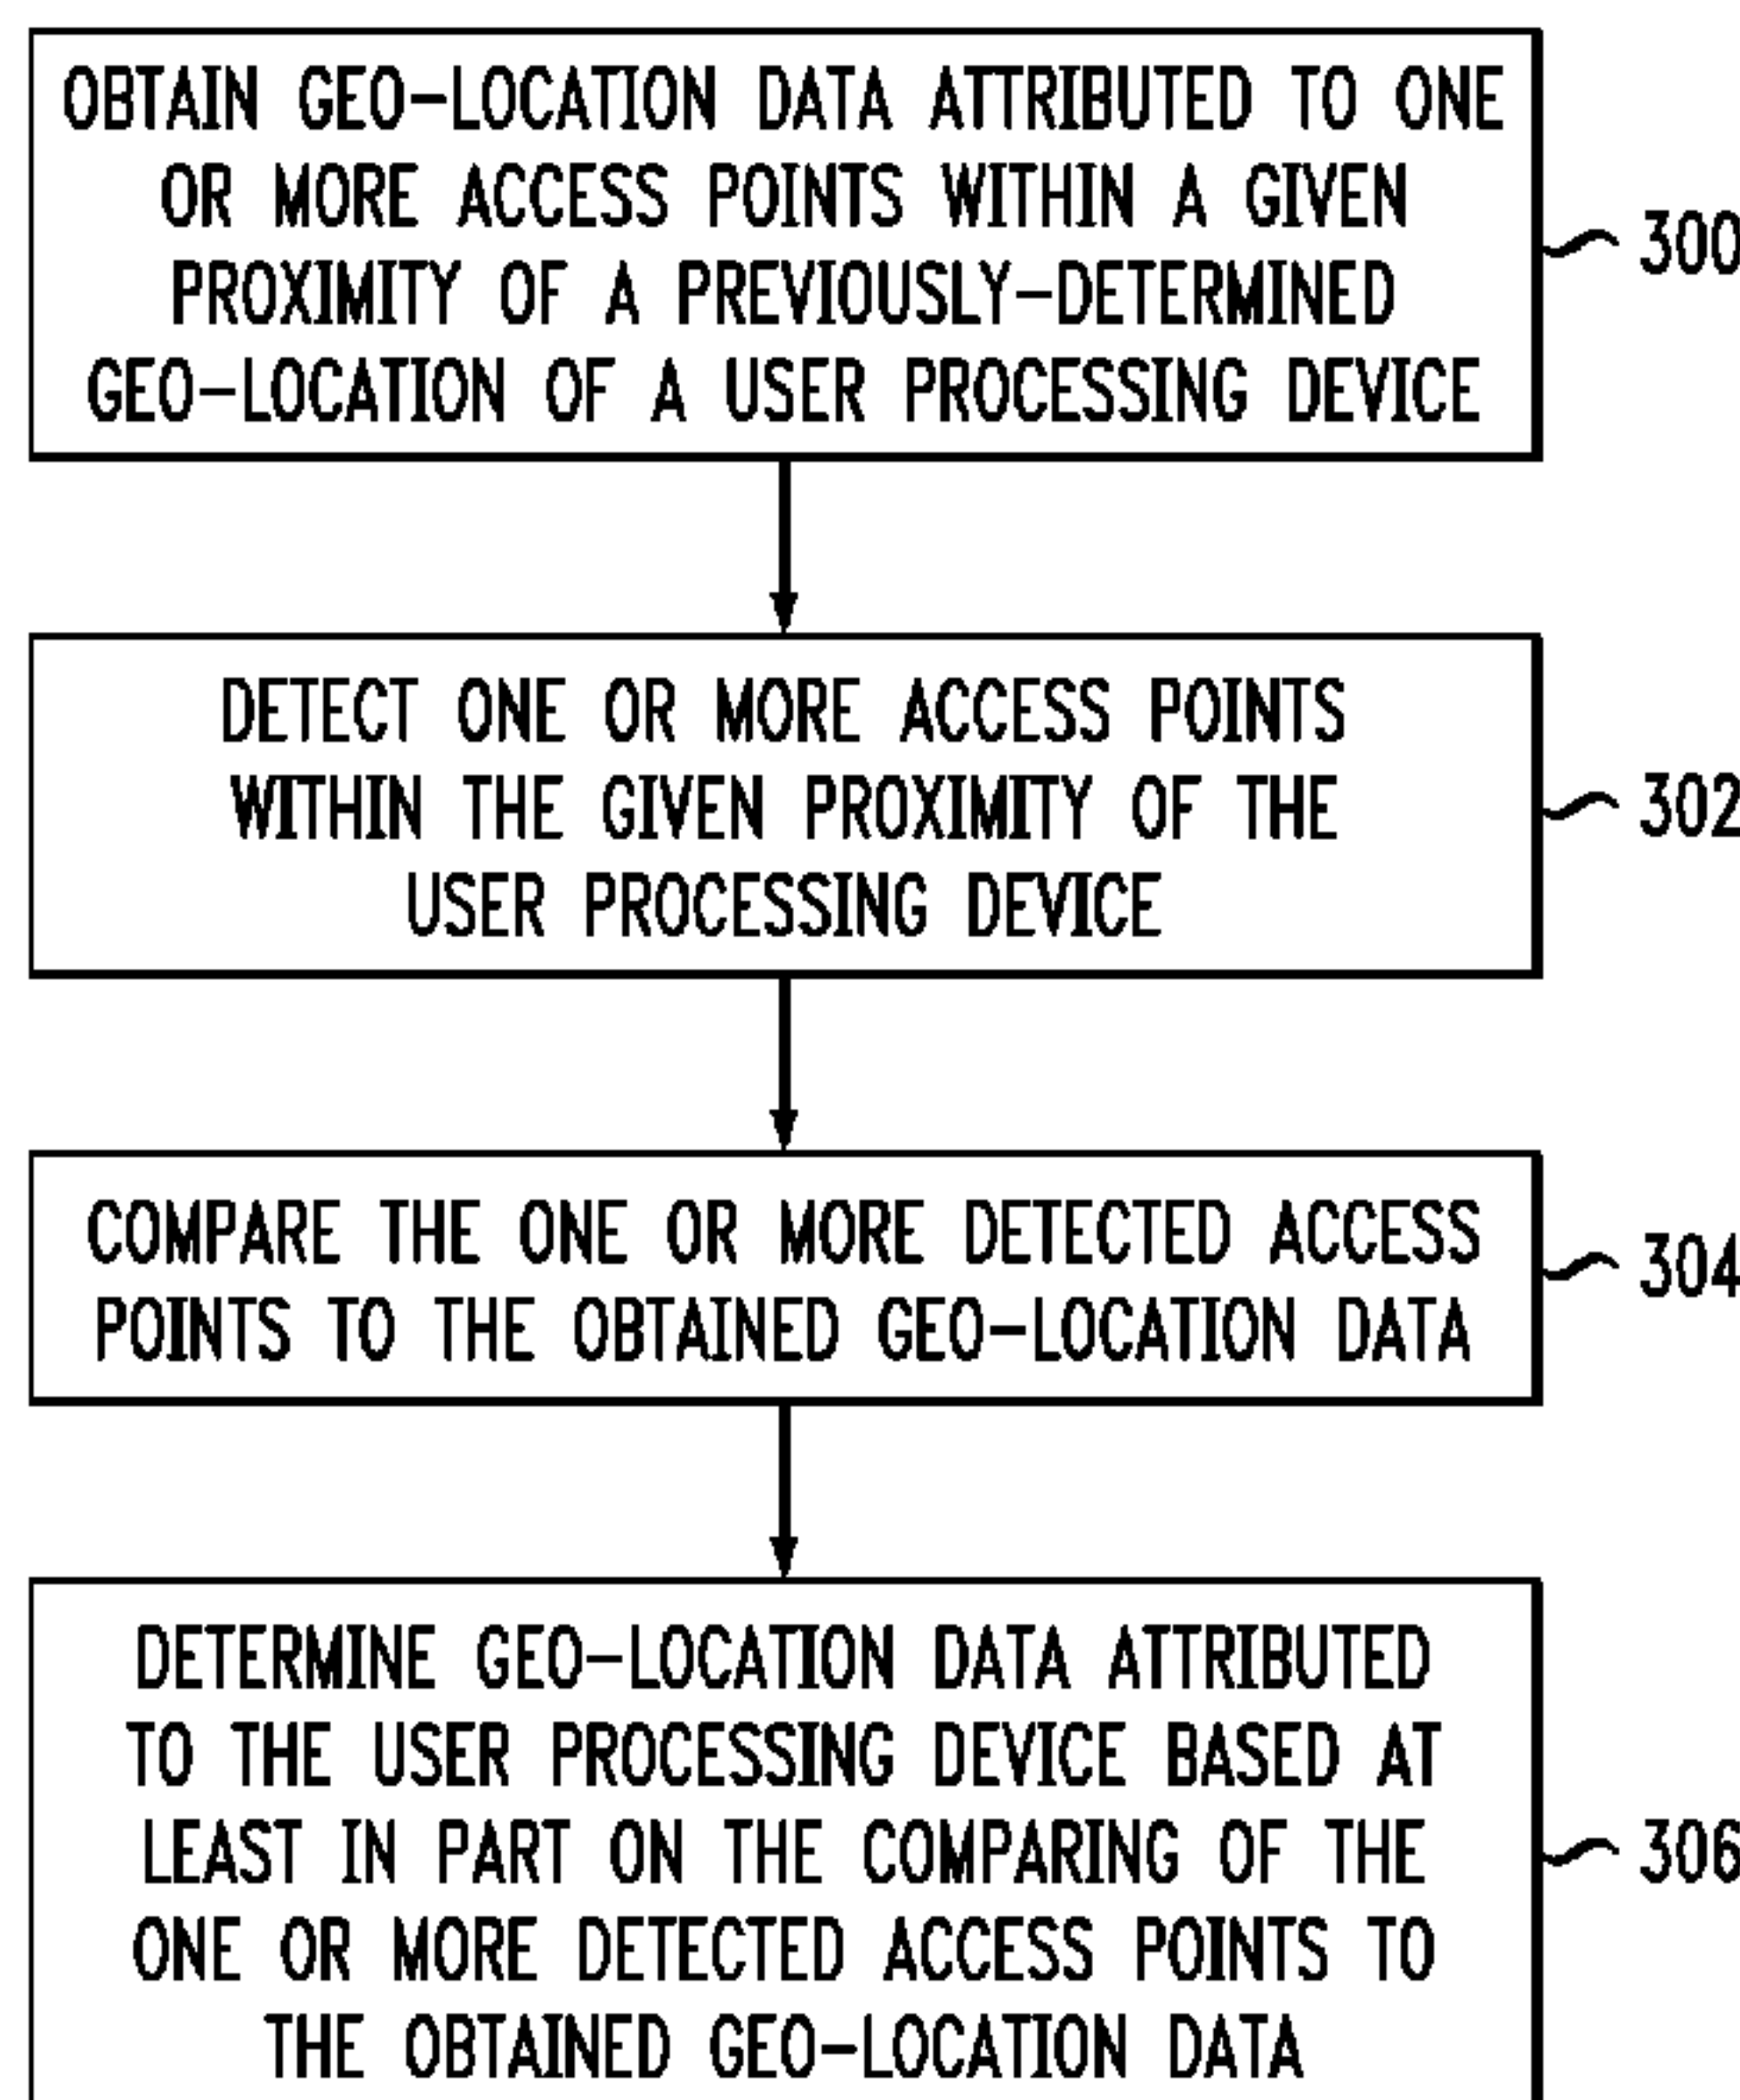 OBTAIN GEO-LOCATION DATA ATTRIBUTED TO ONE
OR MORE ACCESS POINTS WITHIN A GIVEN
PROXIMITY OF A PREVIOUSLY-DETERMINED
GEO-LOCATION OF A USER PROCESSING DEVICE
300
DETECT ONE OR MORE ACCESS POINTS
WITHIN THE GIVEN PROXIMITY OF THE
USER PROCESSING DEVICE
302
COMPARE THE ONE OR MORE DETECTED ACCESS
POINTS TO THE OBTAINED GEO-LOCATION DATA
304
DETERMINE GEO-LOCATION DATA ATTRIBUTED
TO THE USER PROCESSING DEVICE BASED AT
LEAST IN PART ON THE COMPARING OF THE
ONE OR MORE DETECTED ACCESS POINTS TO
THE OBTAINED GEO-LOCATION DATA
306